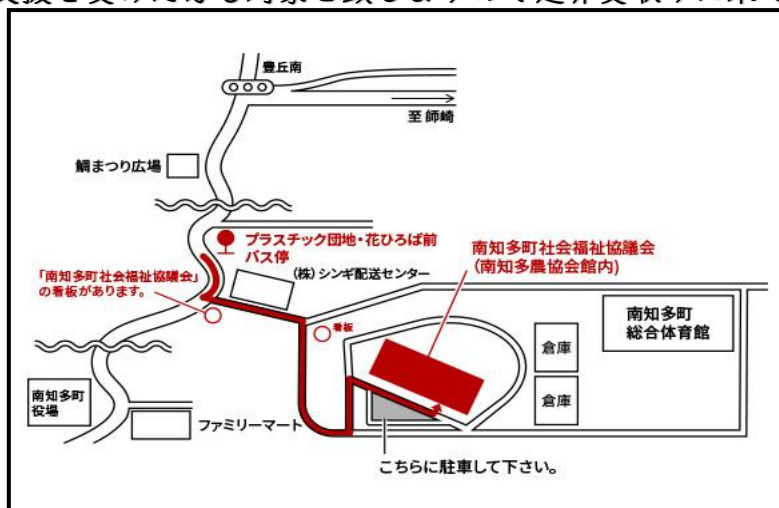 豊丘南
至 師崎
鯛まつり広場
プラスチック団地・花ひろば前
バス停
(株)シンギ配送センター
「南知多町社会福祉協議会」
の看板があります。
南知多町社会福祉協議会
(南知多農協会館内)
看板
南知多町
総合体育館
倉庫
倉庫
南知多町
役場
ファミリーマート
こちらに駐車して下さい。